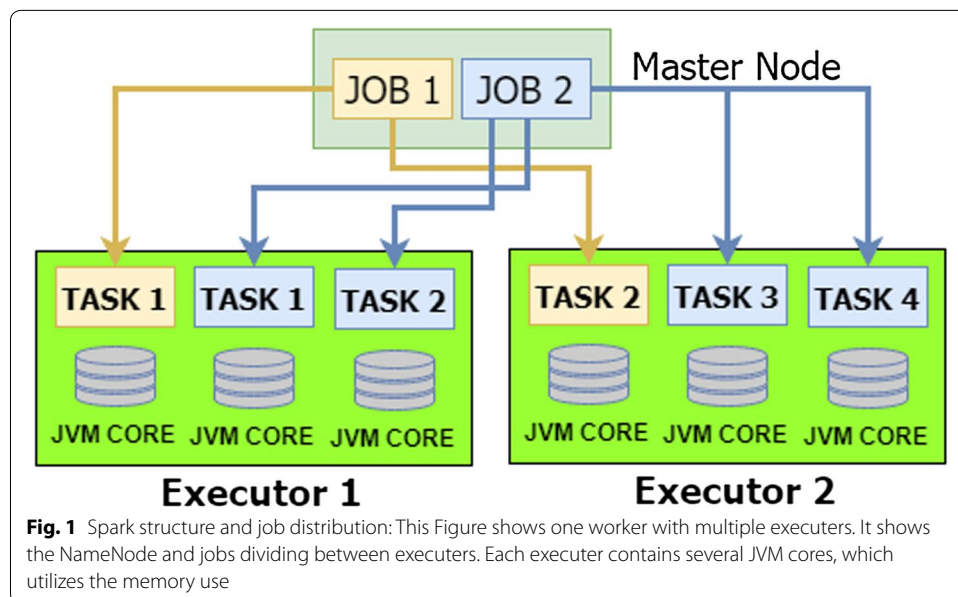 Master Node
JOB 1 JOB 2
TASK 1 TASK 1 TASK 2
JVM CORE JVM CORE JVM CORE
Executor 1
TASK 2 TASK 3 TASK 4
JVM CORE JVM CORE JVM CORE
Executor 2
Fig. 1 Spark structure and job distribution: This Figure shows one worker with multiple executers. It shows
the NameNode and jobs dividing between executers. Each executer contains several JVM cores, which
utilizes the memory use